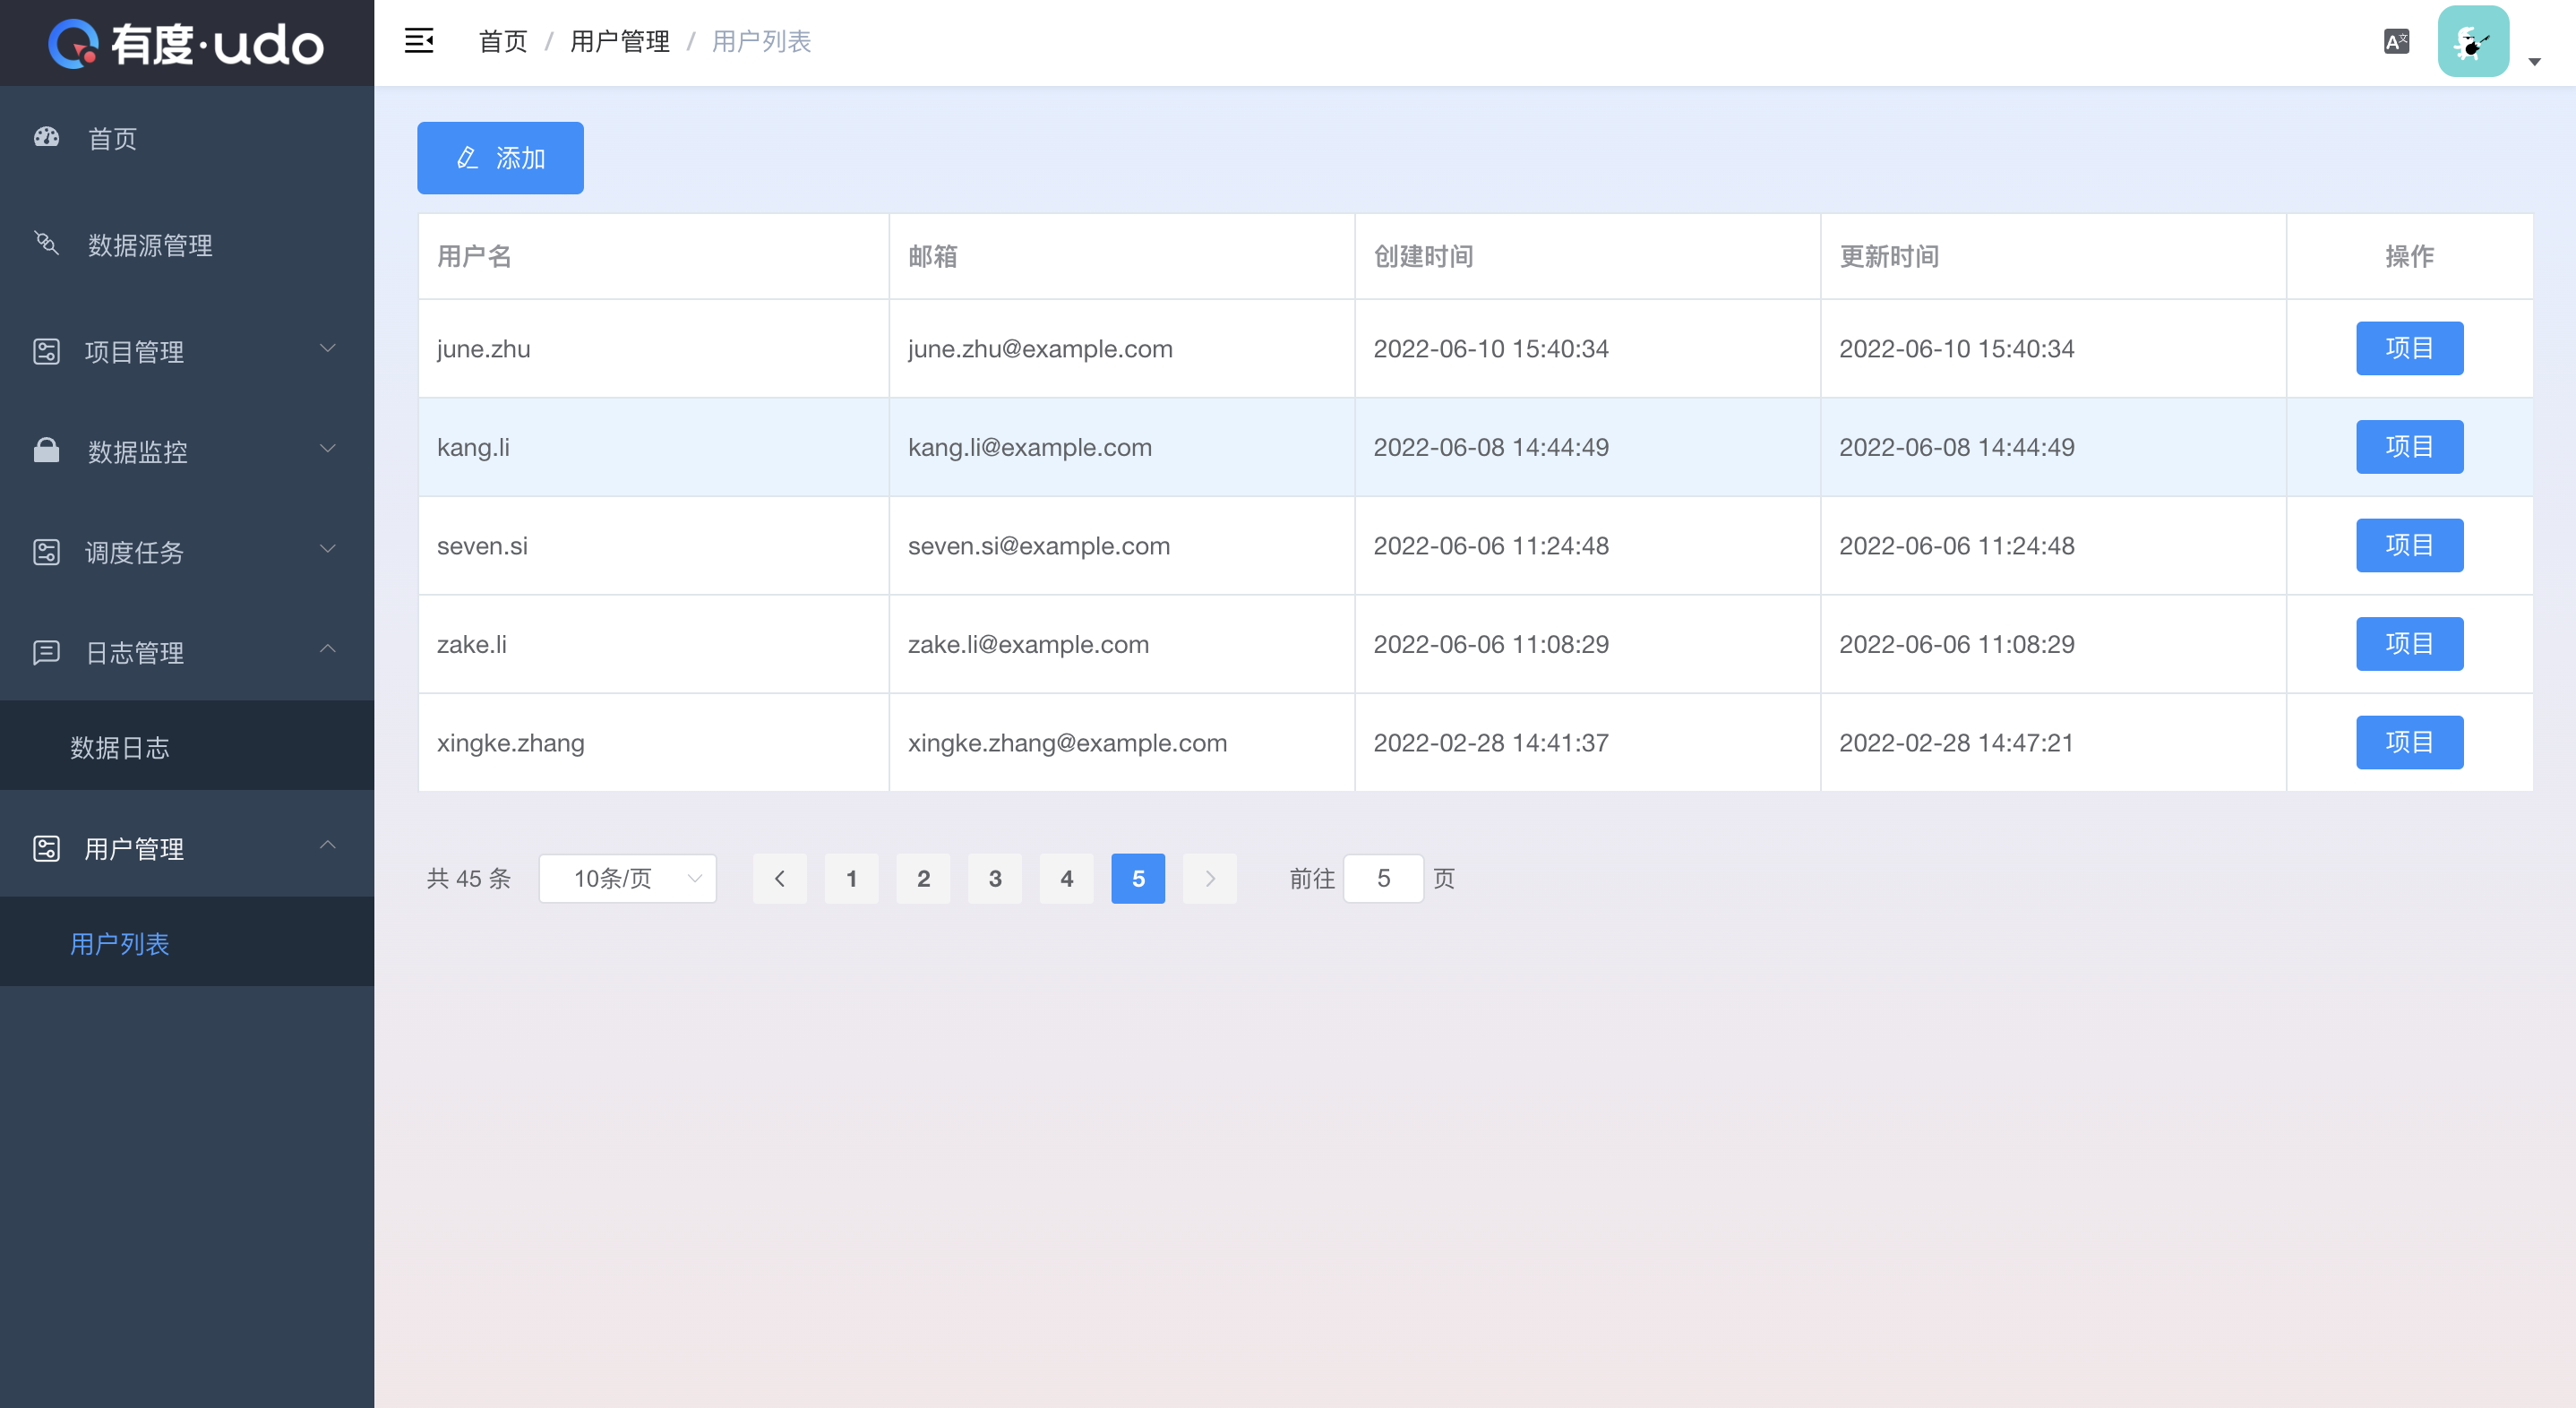 有度·udo
首页 / 用户管理 / 用户列表
首页
数据源管理
项目管理
数据监控
调度任务
日志管理
数据日志
用户管理
用户列表
添加
用户名 邮箱 创建时间 更新时间 操作
june.zhu june.zhu@example.com 2022-06-10 15:40:34 2022-06-10 15:40:34 项目
kang.li kang.li@example.com 2022-06-08 14:44:49 2022-06-08 14:44:49 项目
seven.si seven.si@example.com 2022-06-06 11:24:48 2022-06-06 11:24:48 项目
zake.li zake.li@example.com 2022-06-06 11:08:29 2022-06-06 11:08:29 项目
xingke.zhang xingke.zhang@example.com 2022-02-28 14:41:37 2022-02-28 14:47:21 项目
共 45 条 10条/页 1 2 3 4 5 前往 5 页